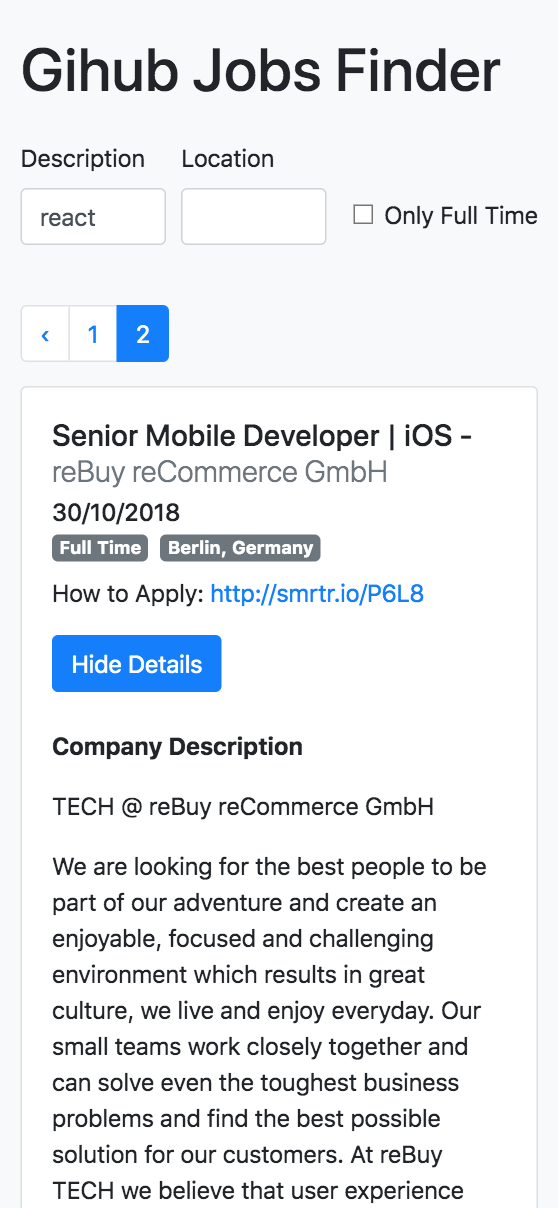 Gihub Jobs Finder
Description Location
react
Only Full Time
‹ 1 2
Senior Mobile Developer | iOS -
reBuy reCommerce GmbH
30/10/2018
Full Time Berlin, Germany
How to Apply: http://smrtr.io/P6L8
Hide Details
Company Description
TECH @ reBuy reCommerce GmbH
We are looking for the best people to be
part of our adventure and create an
enjoyable, focused and challenging
environment which results in great
culture, we live and enjoy everyday. Our
small teams work closely together and
can solve even the toughest business
problems and find the best possible
solution for our customers. At reBuy
TECH we believe that user experience